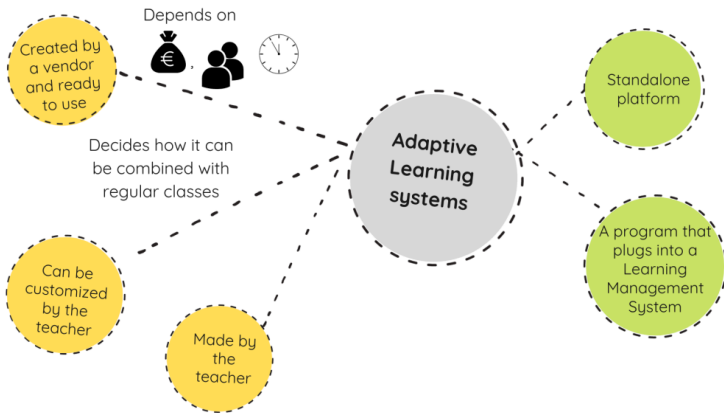 Depends on
Created by
a vendor
and ready
to use
€
,
Decides how it can
be combined with
regular classes
Can be
customized
by the
teacher
Made by
the
teacher
Adaptive
Learning
systems
Standalone
platform
A program that
plugs into a
Learning
Management
System